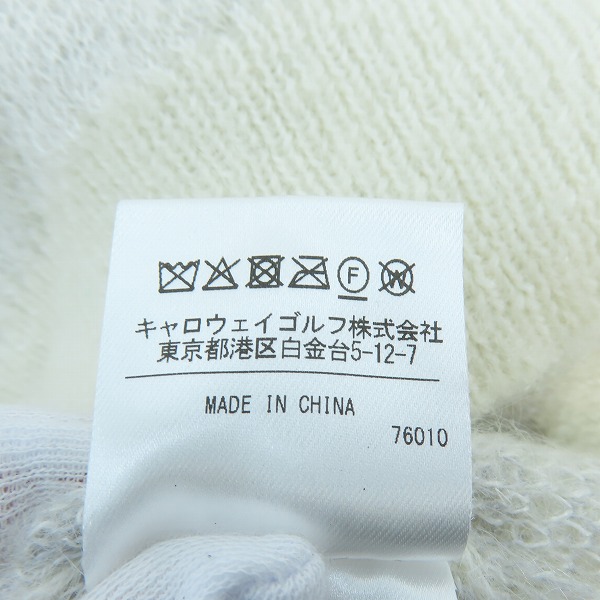 F W
キャロウェイゴルフ株式会社
東京都港区白金台5-12-7
MADE IN CHINA
76010